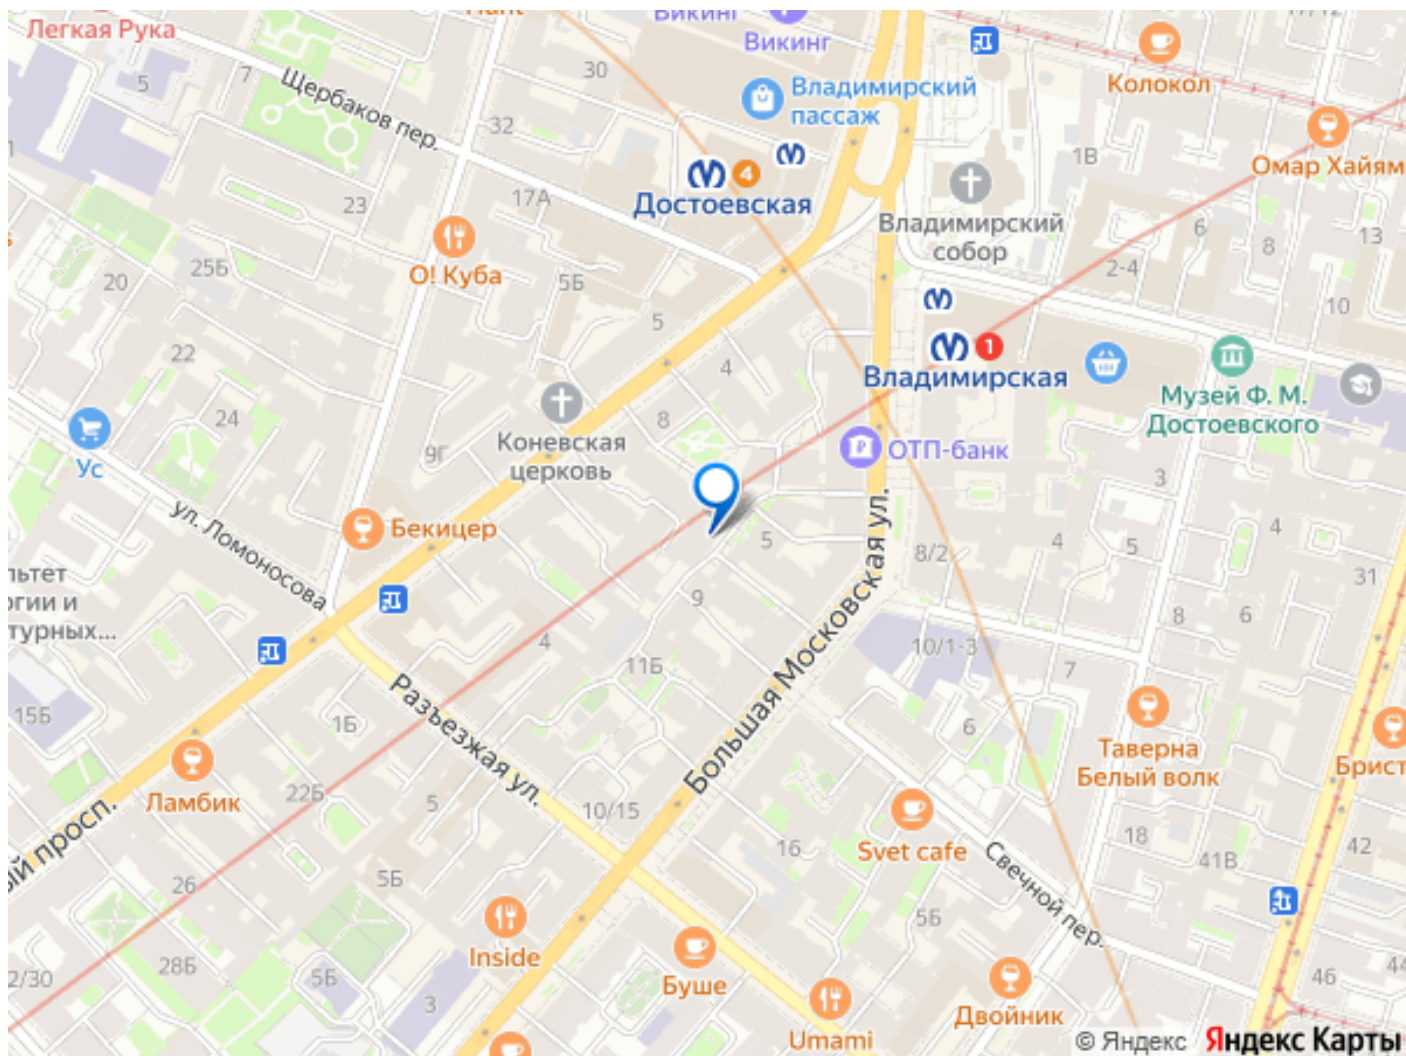 Легкая Рука
Викинг
Колокол
Владимирский
пассаж
5
7
Щербаков пер.
30
32
1В
Омар Хайям
4
Достоевская
17А
23
Владимирский
собор
6
8
13
О! Куба
25Б
5Б
20
2-4
10
5
22
4
1
Владимирская
Музей Ф. М.
Достоевского
24
8
Коневская
церковь
9Г
ОТП-банк
Ус
3
ул. Ломоносова
Бекицер
5
8/2
4
5
4
31
9
Большая Московская ул.
8
6
10/1-3
4
11Б
7
15Б
1Б
Разъезжая ул.
6
Таверна
Белый волк
Ламбик
22Б
5
10/15
16
Svet cafe
Свечной пер.
18
41В
42
26
5Б
5Б
Inside
28Б
5Б
3
Буше
Двойник
46
44
2/30
Umami
© Яндекс Яндекс Карты